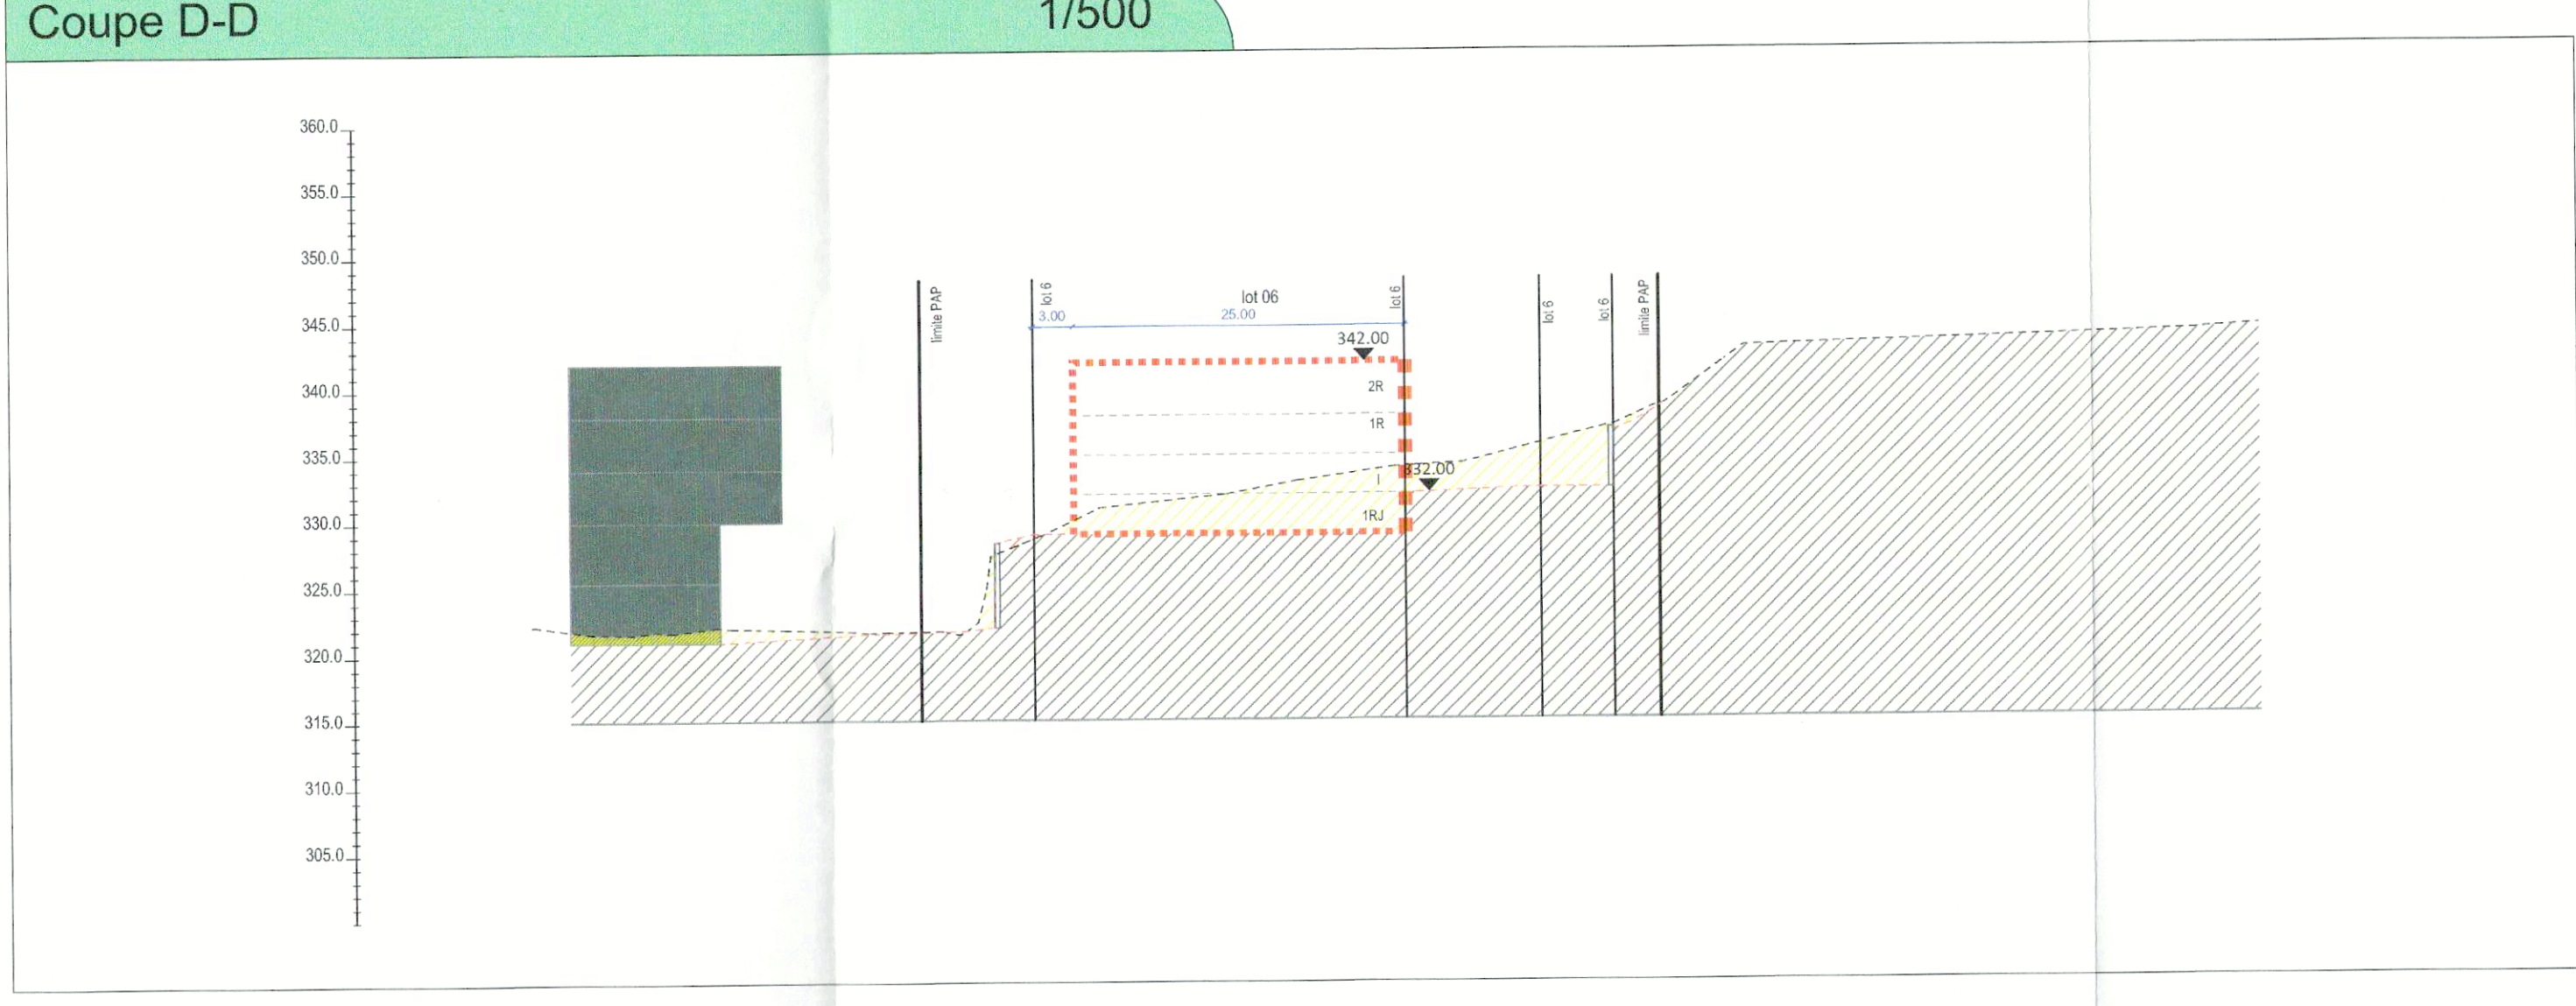 Coupe D-D 1/500
360.0
355.0
350.0
345.0
340.0
335.0
330.0
325.0
320.0
315.0
310.0
305.0
limite PAP
lot 6
lot 06
lot 6
lot 6
lot 6
limite PAP
3.00 25.00
342.00
2R
1R
332.00
I
1RJ